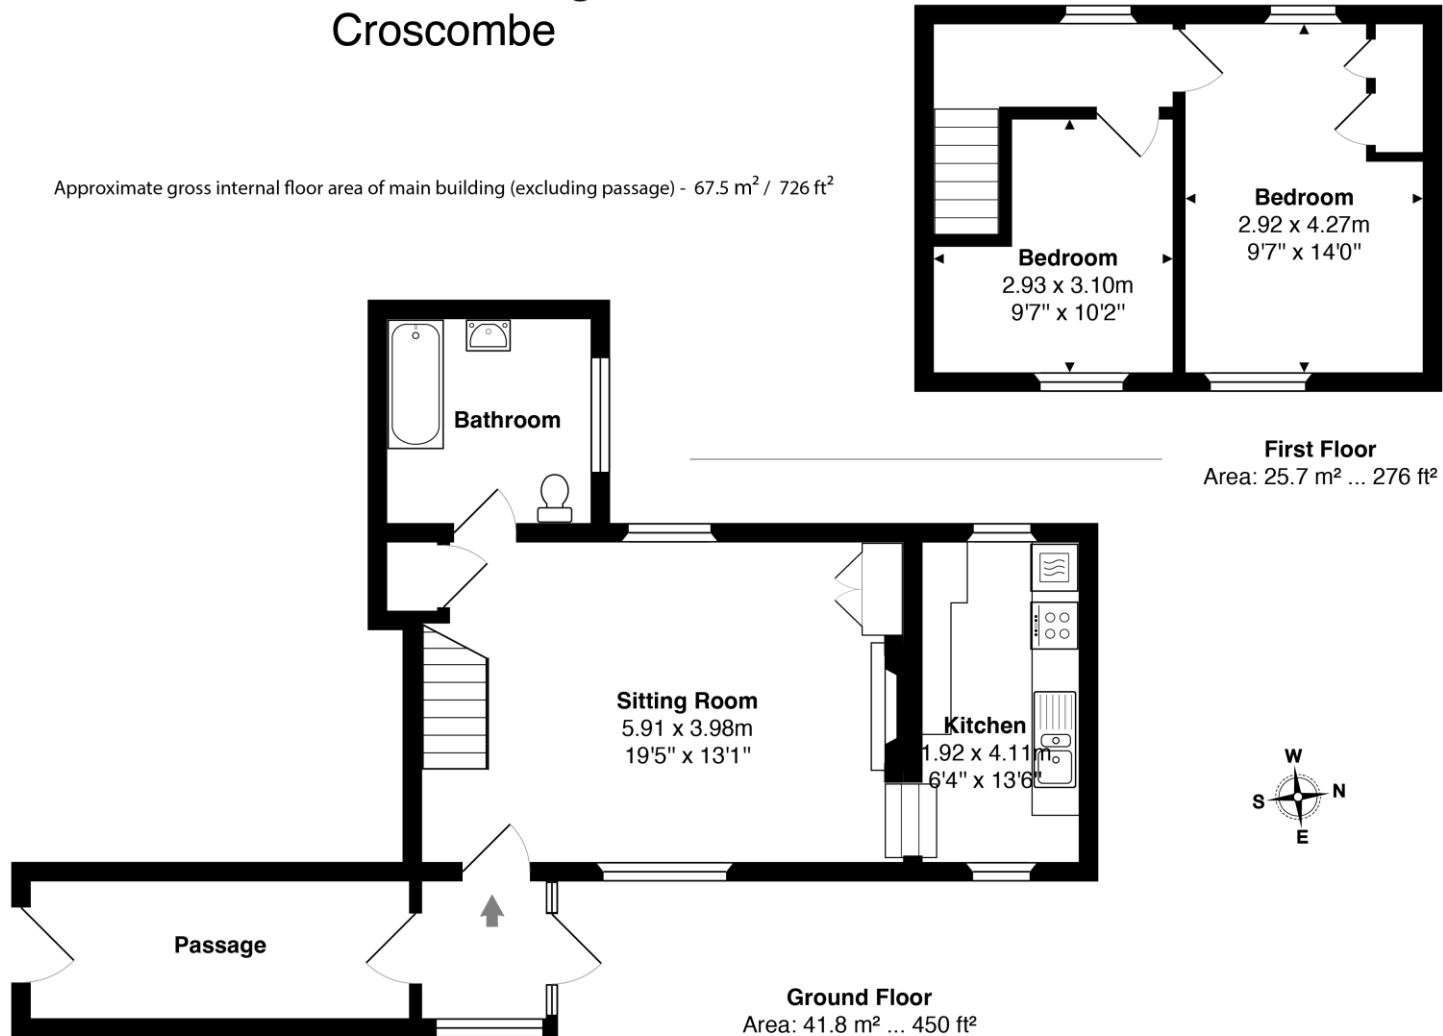 Croscombe
Approximate gross internal floor area of main building (excluding passage) - 67.5 m² / 726 ft²
Bedroom
2.92 x 4.27m
9'7" x 14'0"
Bedroom
2.93 x 3.10m
9'7" x 10'2"
First Floor
Area: 25.7 m² ... 276 ft²
Bathroom
Sitting Room
5.91 x 3.98m
19'5" x 13'1"
Kitchen
1.92 x 4.11m
6'4" x 13'6"
W
S
N
E
Passage
Ground Floor
Area: 41.8 m² ... 450 ft²